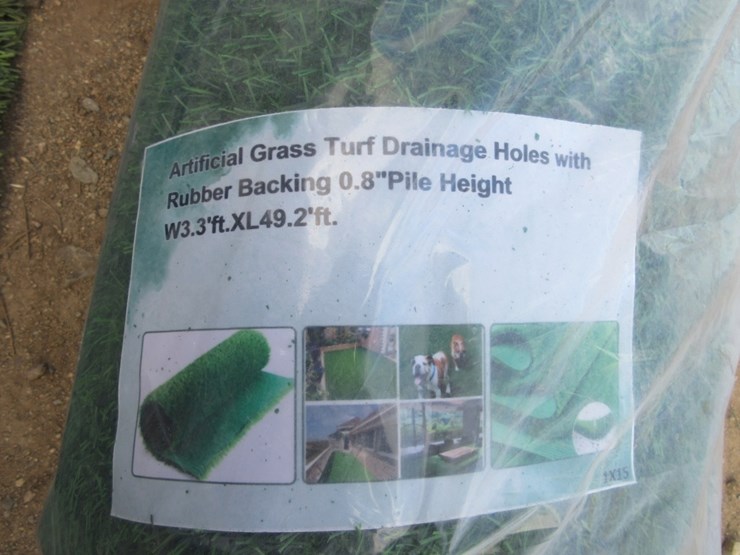 Artificial Grass Turf Drainage Holes with
Rubber Backing 0.8"Pile Height
W3.3'ft.XL49.2'ft.
1X15